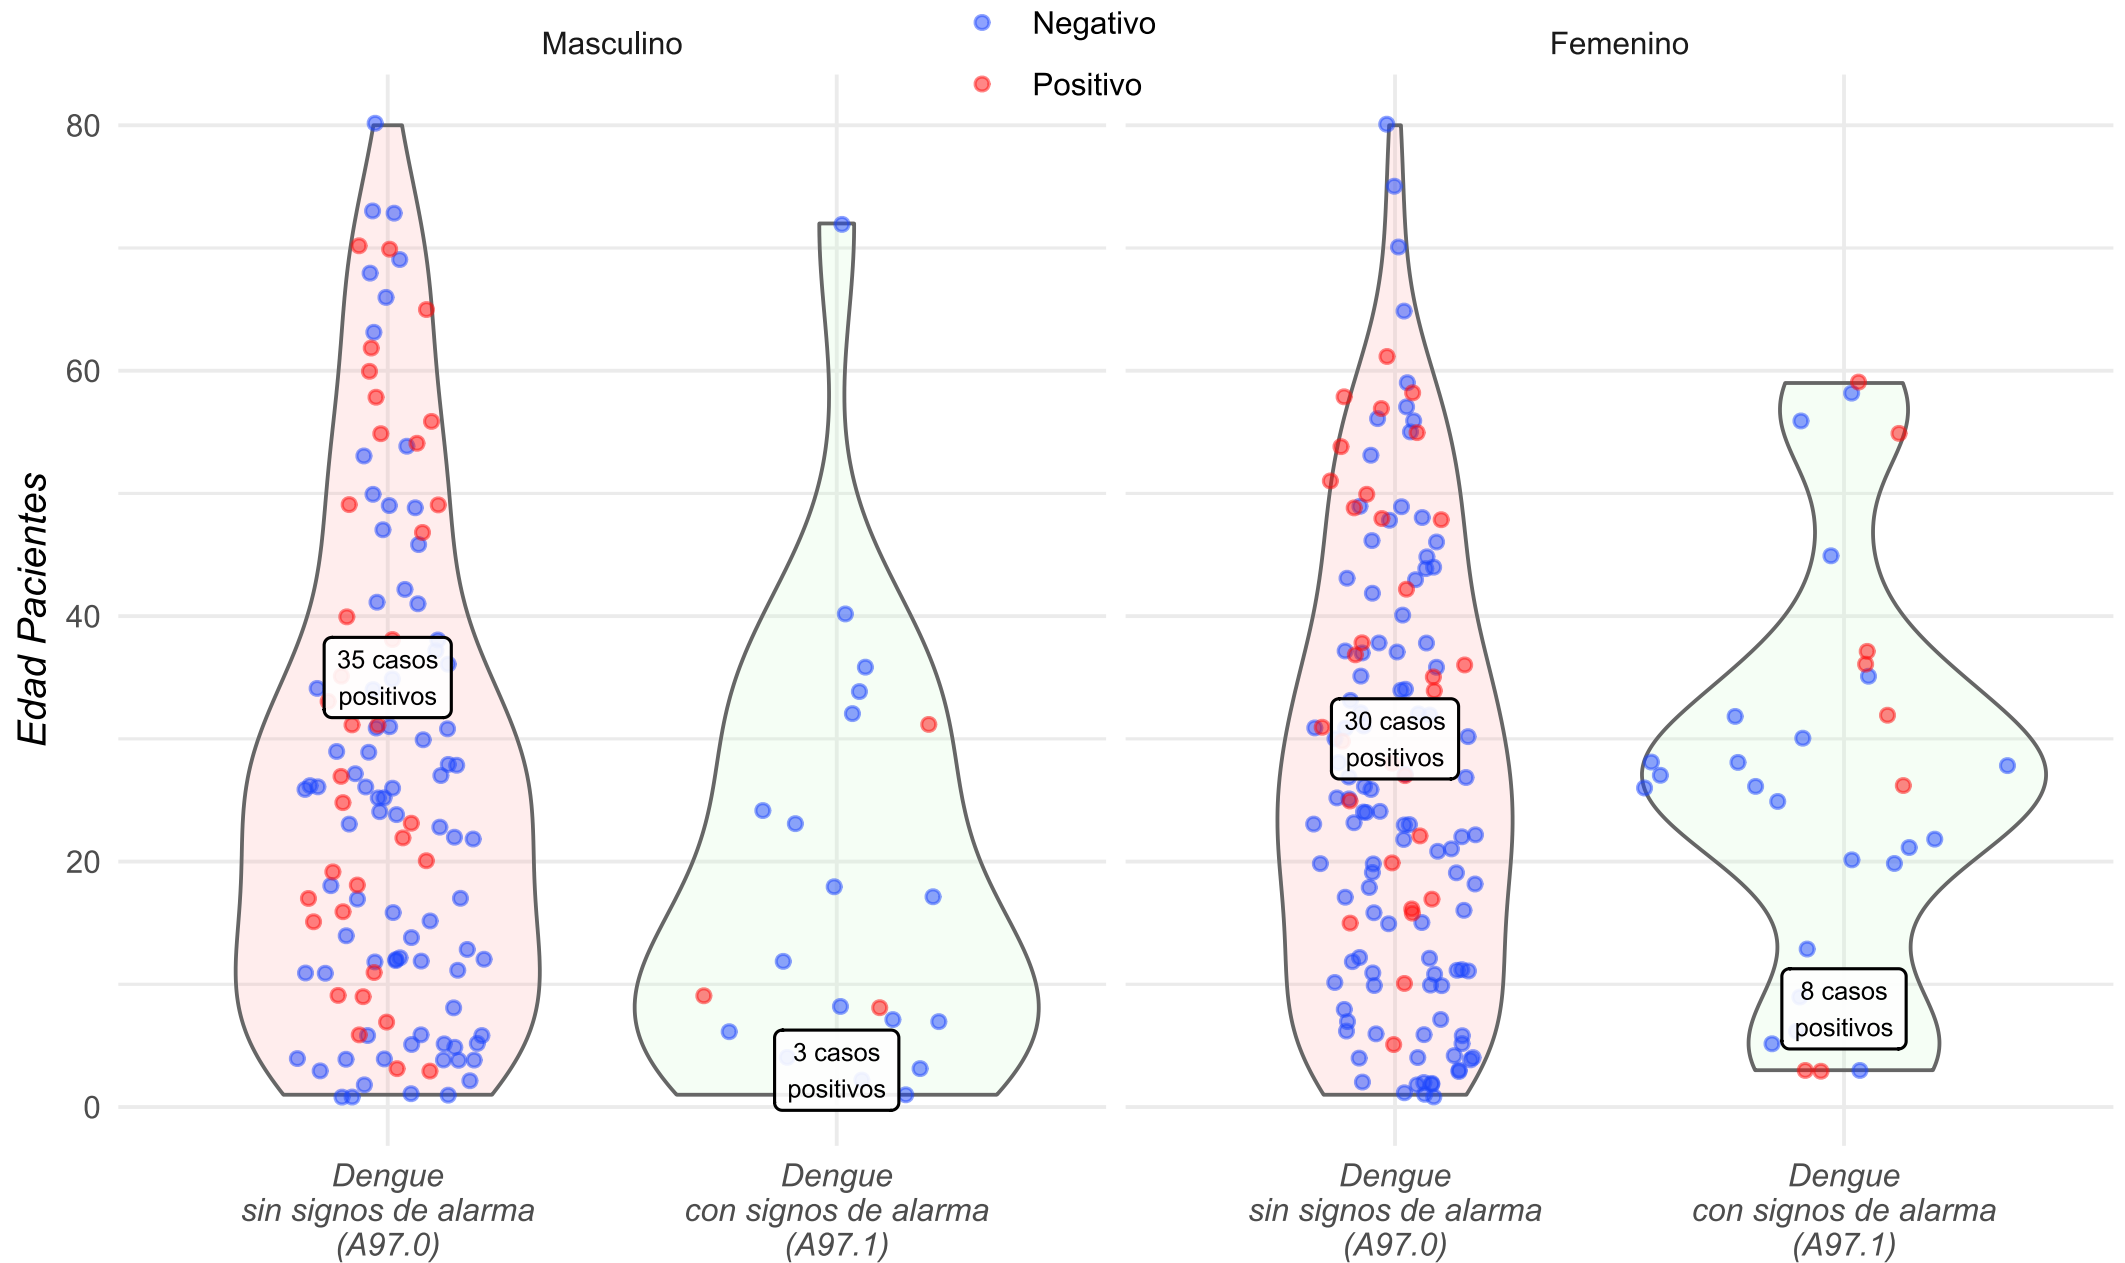 Negativo
Positivo
Masculino
Femenino
Edad Pacientes
80
60
40
20
0
35 casos
positivos
3 casos
positivos
30 casos
positivos
8 casos
positivos
Dengue
sin signos de alarma
(A97.0)
Dengue
con signos de alarma
(A97.1)
Dengue
sin signos de alarma
(A97.0)
Dengue
con signos de alarma
(A97.1)